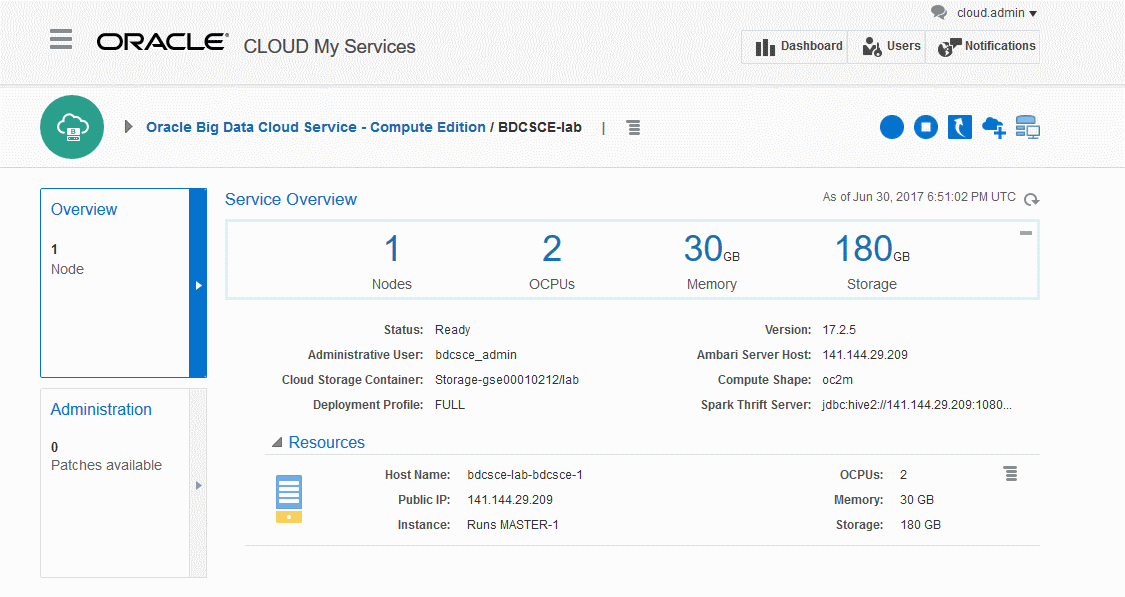 cloud.admin
ORACLE® CLOUD My Services
Dashboard Users Notifications
Oracle Big Data Cloud Service - Compute Edition / BDCSCE-lab |
Overview
1
Node
Administration
0
Patches available
Service Overview
As of Jun 30, 2017 6:51:02 PM UTC
1 2 30GB 180GB
Nodes OCPUs Memory Storage
Status: Ready Version: 17.2.5
Administrative User: bdcsce_admin Ambari Server Host: 141.144.29.209
Cloud Storage Container: Storage-gse00010212/lab Compute Shape: oc2m
Deployment Profile: FULL Spark Thrift Server: jdbc:hive2://141.144.29.209:1080...
Resources
Host Name: bdcsce-lab-bdcsce-1 OCPUs: 2
Public IP: 141.144.29.209 Memory: 30 GB
Instance: Runs MASTER-1 Storage: 180 GB